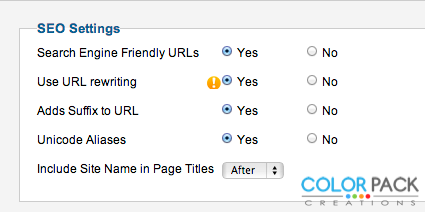 SEO Settings
Search Engine Friendly URLs Yes No
Use URL rewriting Yes No
Adds Suffix to URL Yes No
Unicode Aliases Yes No
Include Site Name in Page Titles After
COLOR PACK
CREATIONS